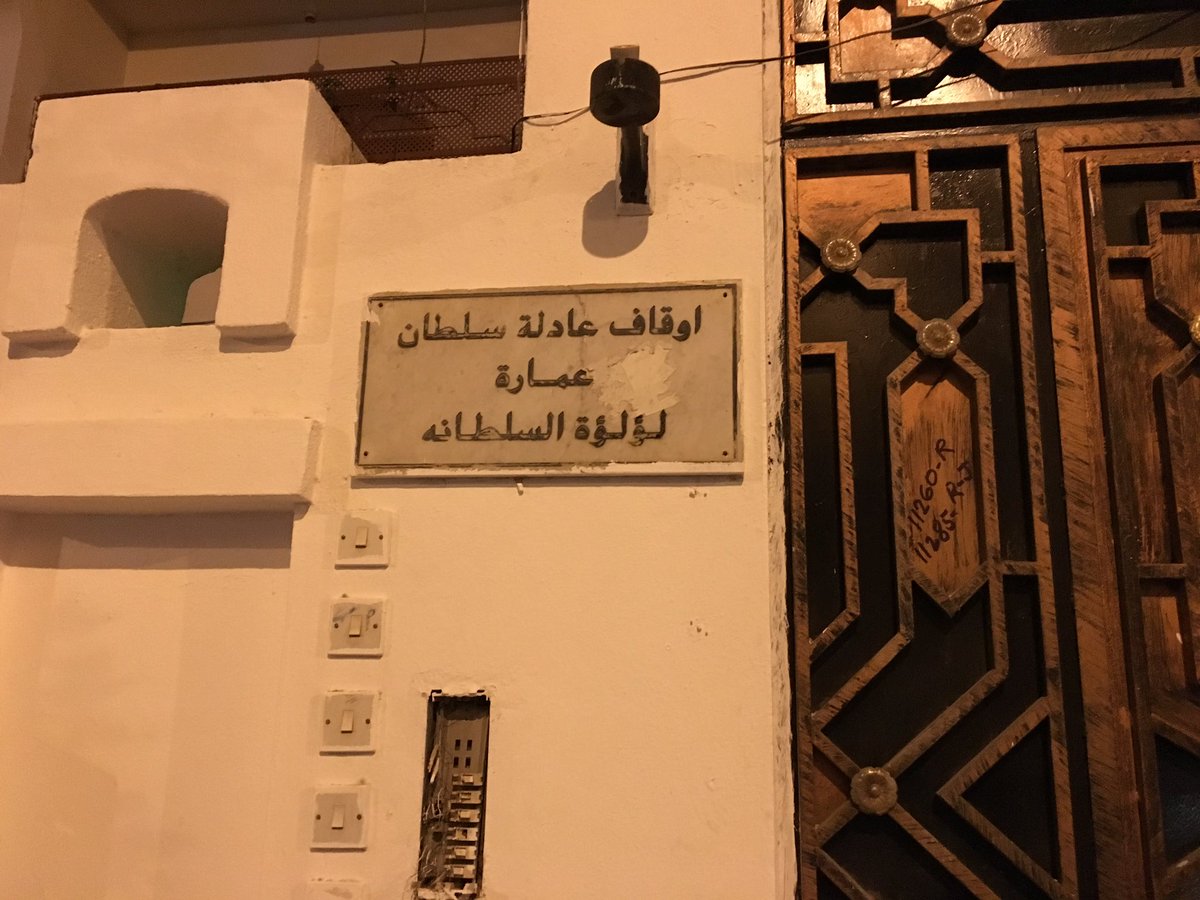 اوقاف عادلة سلطان
عمارة
لؤلؤة السلطانه
11260-R
11285-R-J